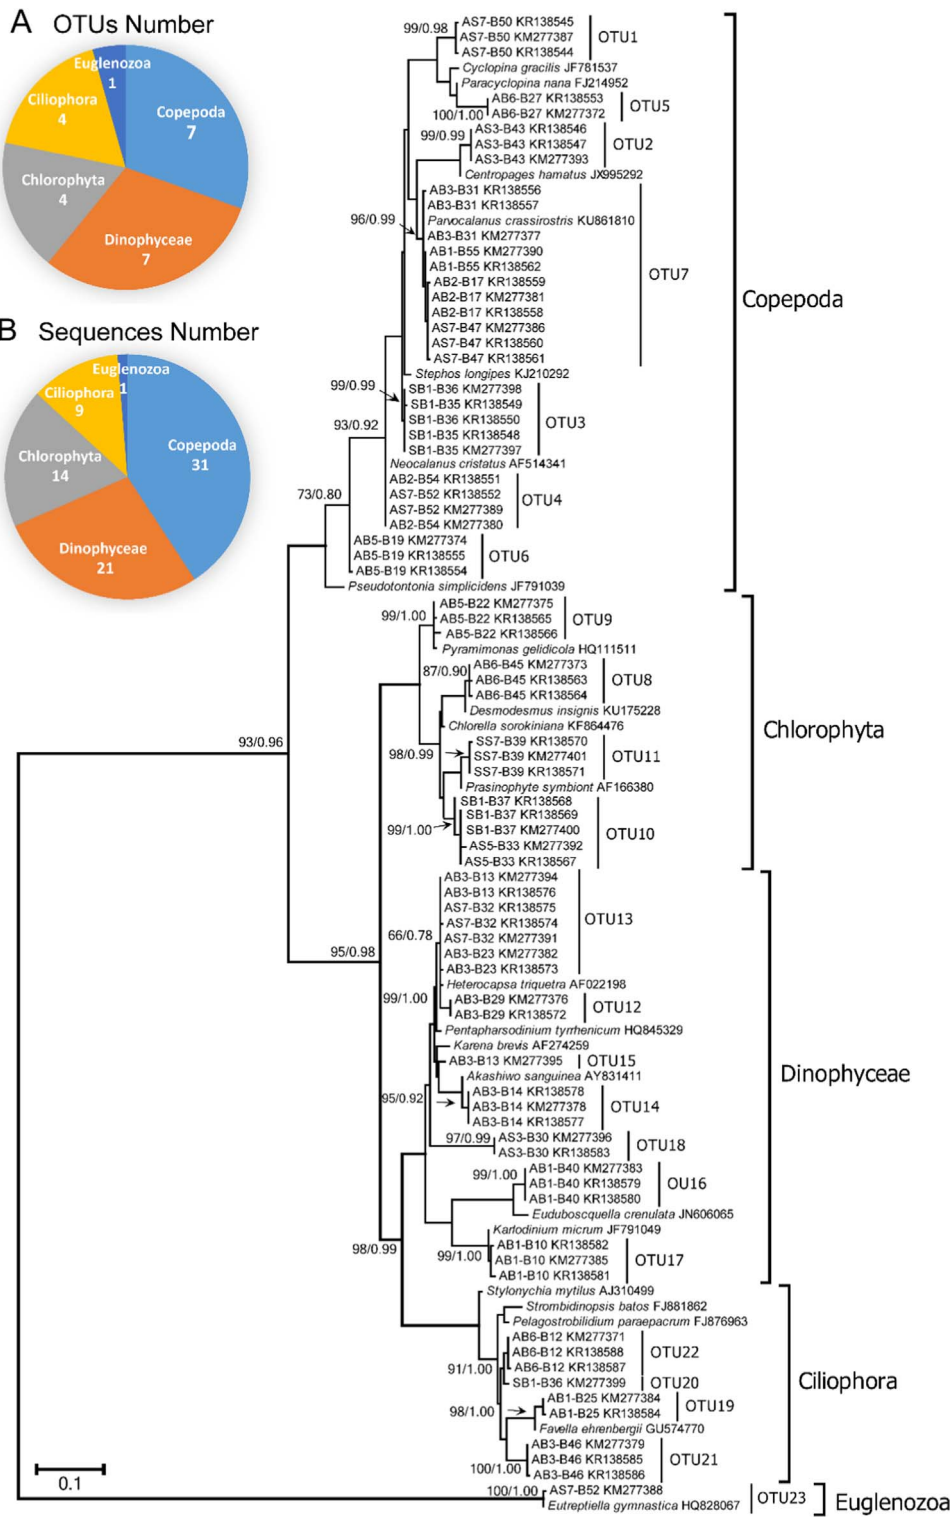 A OTUs Number
Euglenozoa
1
Ciliophora
4
Copepoda
7
Chlorophyta
4
Dinophyceae
7
B Sequences Number
Euglenozoa
1
Ciliophora
9
Copepoda
31
Chlorophyta
14
Dinophyceae
21
99/0.98
AS7-B50 KR138545
AS7-B50 KM277387
OTU1
AS7-B50 KR138544
Cyclopina gracilis JF781537
Paracyclopina nana FJ214952
AB6-B27 KR138553
OTU5
100/1.00
AB6-B27 KM277372
99/0.99
AS3-B43 KR138546
AS3-B43 KR138547
OTU2
AS3-B43 KM277393
Centropages hamatus JX995292
AB3-B31 KR138556
AB3-B31 KR138557
96/0.99
Parvocalanus crassirostris KU861810
AB3-B31 KM277377
AB1-B55 KM277390
AB1-B55 KR138562
OTU7
AB2-B17 KR138559
AB2-B17 KM277381
AB2-B17 KR138558
AS7-B47 KM277386
AS7-B47 KR138560
AS7-B47 KR138561
Copepoda
Stephos longipes KJ210292
99/0.99
SB1-B36 KM277398
SB1-B35 KR138549
SB1-B36 KR138550
OTU3
SB1-B35 KR138548
SB1-B35 KM277397
93/0.92
Neocalanus cristatus AF514341
AB2-B54 KR138551
AS7-B52 KR138552
OTU4
AS7-B52 KM277389
AB2-B54 KM277380
73/0.80
AB5-B19 KM277374
AB5-B19 KR138555
OTU6
AB5-B19 KR138554
Pseudotontonia simplicidens JF791039
AB5-B22 KM277375
99/1.00
AB5-B22 KR138565
OTU9
AB5-B22 KR138566
Pyramimonas gelidicola HQ111511
87/0.90
AB6-B45 KM277373
AB6-B45 KR138563
OTU8
AB6-B45 KR138564
Desmodesmus insignis KU175228
Chlorella sorokiniana KF864476
Chlorophyta
98/0.99
SS7-B39 KR138570
SS7-B39 KM277401
OTU11
SS7-B39 KR138571
Prasinophyte symbiont AF166380
SB1-B37 KR138568
SB1-B37 KR138569
99/1.00
SB1-B37 KM277400
OTU10
AS5-B33 KM277392
AS5-B33 KR138567
93/0.96
AB3-B13 KM277394
AB3-B13 KR138576
AS7-B32 KR138575
AS7-B32 KR138574
OTU13
66/0.78
AS7-B32 KM277391
AB3-B23 KM277382
AB3-B23 KR138573
95/0.98
Heterocapsa triquetra AF022198
99/1.00
AB3-B29 KM277376
OTU12
AB3-B29 KR138572
Pentapharsodinium tyrrhenicum HQ845329
Karena brevis AF274259
AB3-B13 KM277395
OTU15
Akashiwo sanguinea AY831411
Dinophyceae
95/0.92
AB3-B14 KR138578
AB3-B14 KM277378
OTU14
AB3-B14 KR138577
97/0.99
AS3-B30 KM277396
OTU18
AS3-B30 KR138583
99/1.00
AB1-B40 KM277383
AB1-B40 KR138579
OU16
AB1-B40 KR138580
Euduboscquella crenulata JN606065
Karlodinium micrum JF791049
98/0.99
AB1-B10 KR138582
99/1.00
AB1-B10 KM277385
OTU17
AB1-B10 KR138581
Stylonychia mytilus AJ310499
Strombidinopsis batos FJ881862
Pelagostrobilidium paraepacrum FJ876963
AB6-B12 KM277371
AB6-B12 KR138588
OTU22
91/1.00
AB6-B12 KR138587
SB1-B36 KM277399
OTU20
Ciliophora
AB1-B25 KM277384
98/1.00
AB1-B25 KR138584
OTU19
Favella ehrenbergii GU574770
AB3-B46 KM277379
AB3-B46 KR138585
OTU21
100/1.00
AB3-B46 KR138586
0.1
100/1.00
AS7-B52 KM277388
OTU23
Eutreptiella gymnastica HQ828067
Euglenozoa